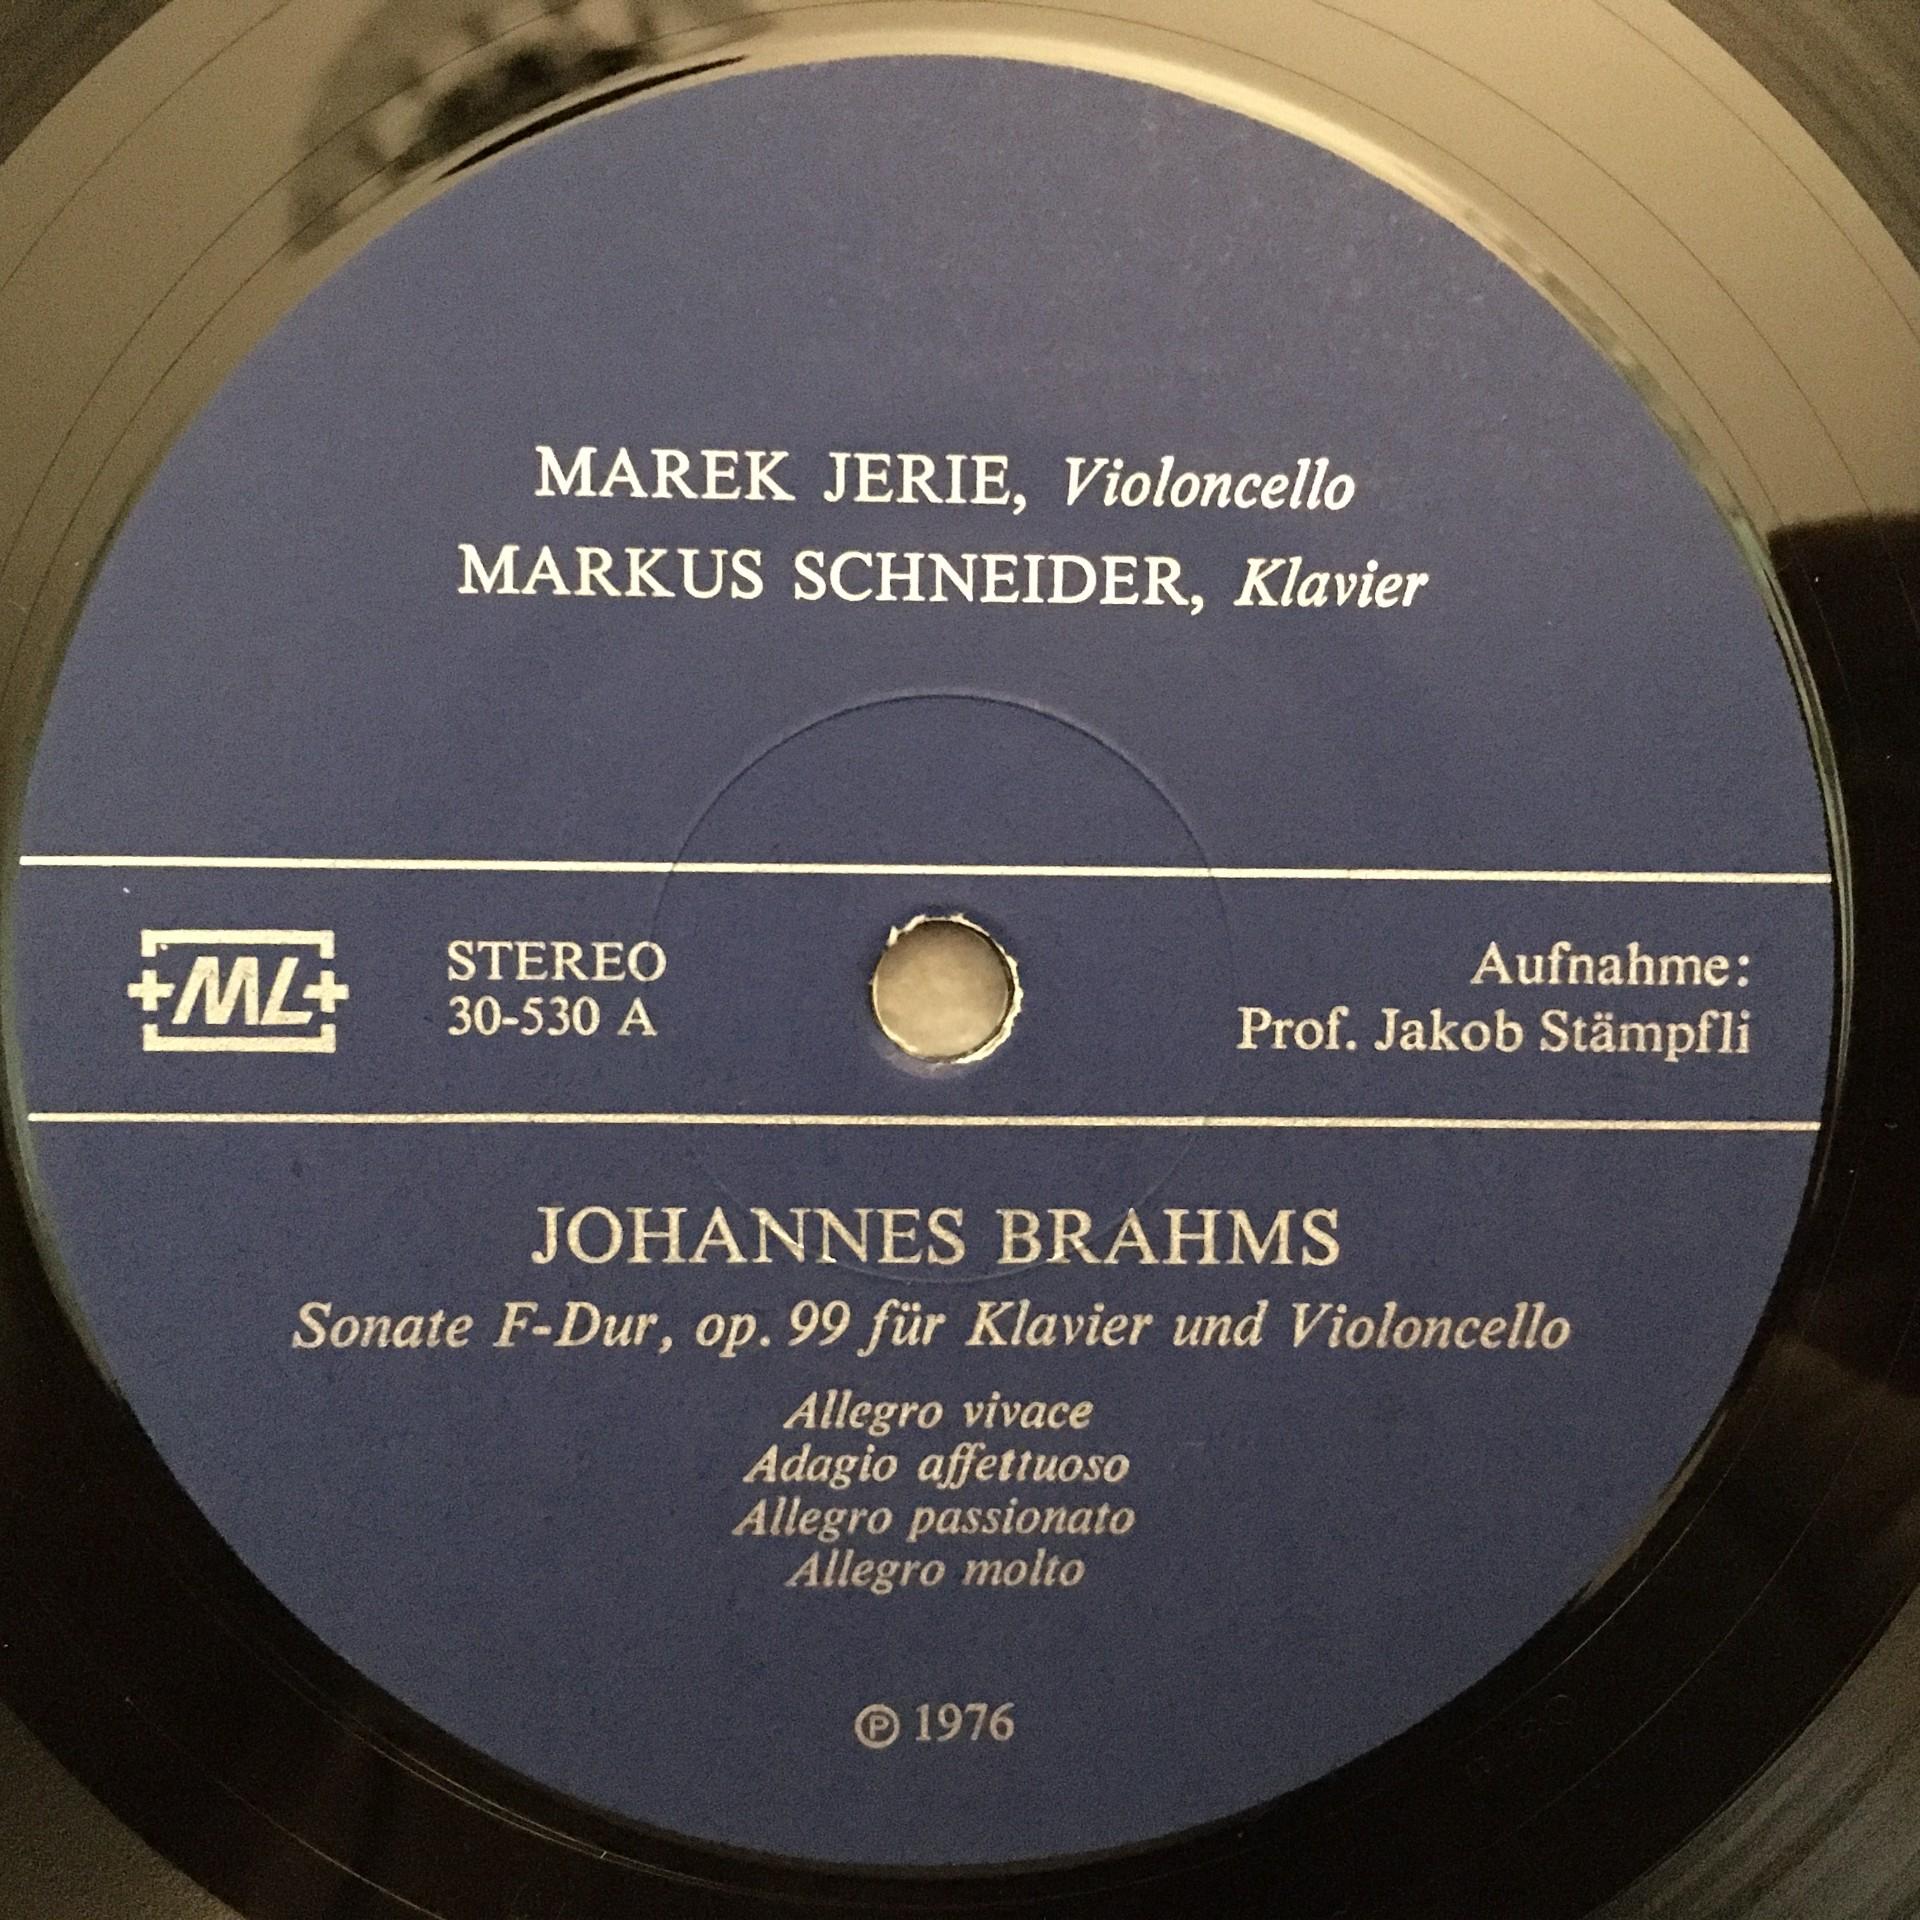 MAREK JERIE, Violoncello
MARKUS SCHNEIDER, Klavier
+ML+
STEREO
30-530 A
Aufnahme:
Prof. Jakob Stämpfli
JOHANNES BRAHMS
Sonate F-Dur, op. 99 für Klavier und Violoncello
Allegro vivace
Adagio affettuoso
Allegro passionato
Allegro molto
℗ 1976